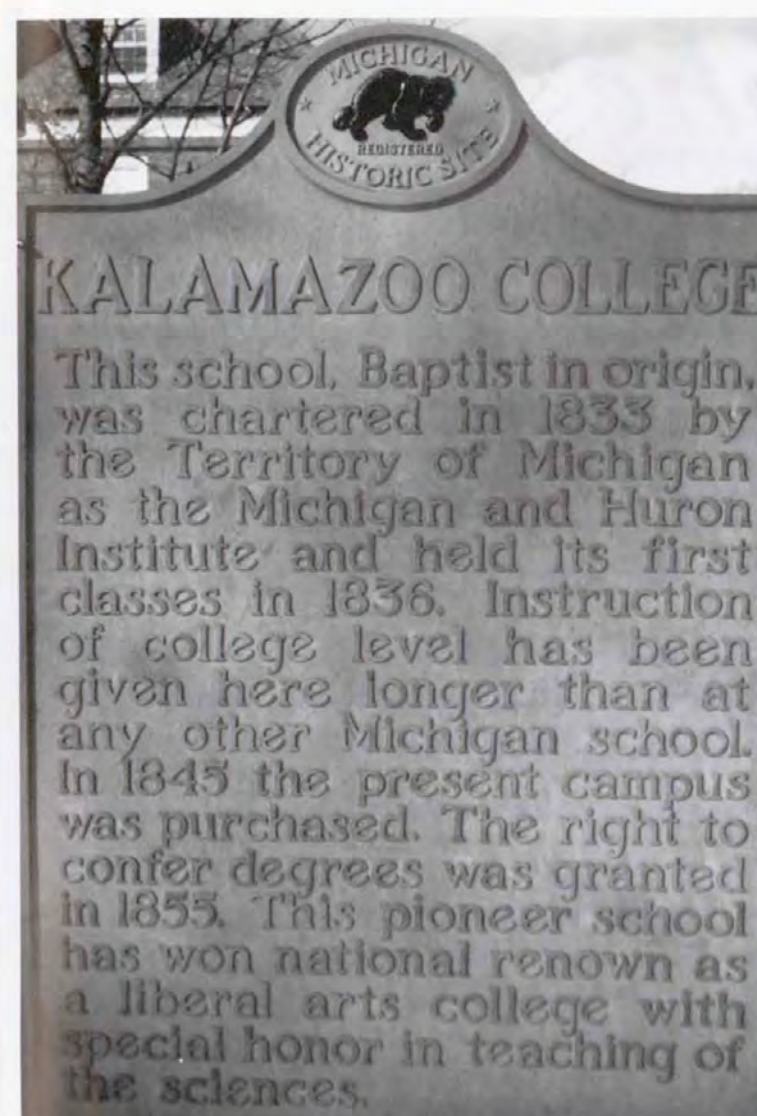 MICHIGAN
REGISTERED
HISTORIC SITE
KALAMAZOO COLLEGE
This school, Baptist in origin,
was chartered in 1833 by
the Territory of Michigan
as the Michigan and Huron
Institute and held its first
classes in 1836. Instruction
of college level has been
given here longer than at
any other Michigan school.
In 1845 the present campus
was purchased. The right to
confer degrees was granted
in 1855. This pioneer school
has won national renown as
a liberal arts college with
special honor in teaching of
the sciences.